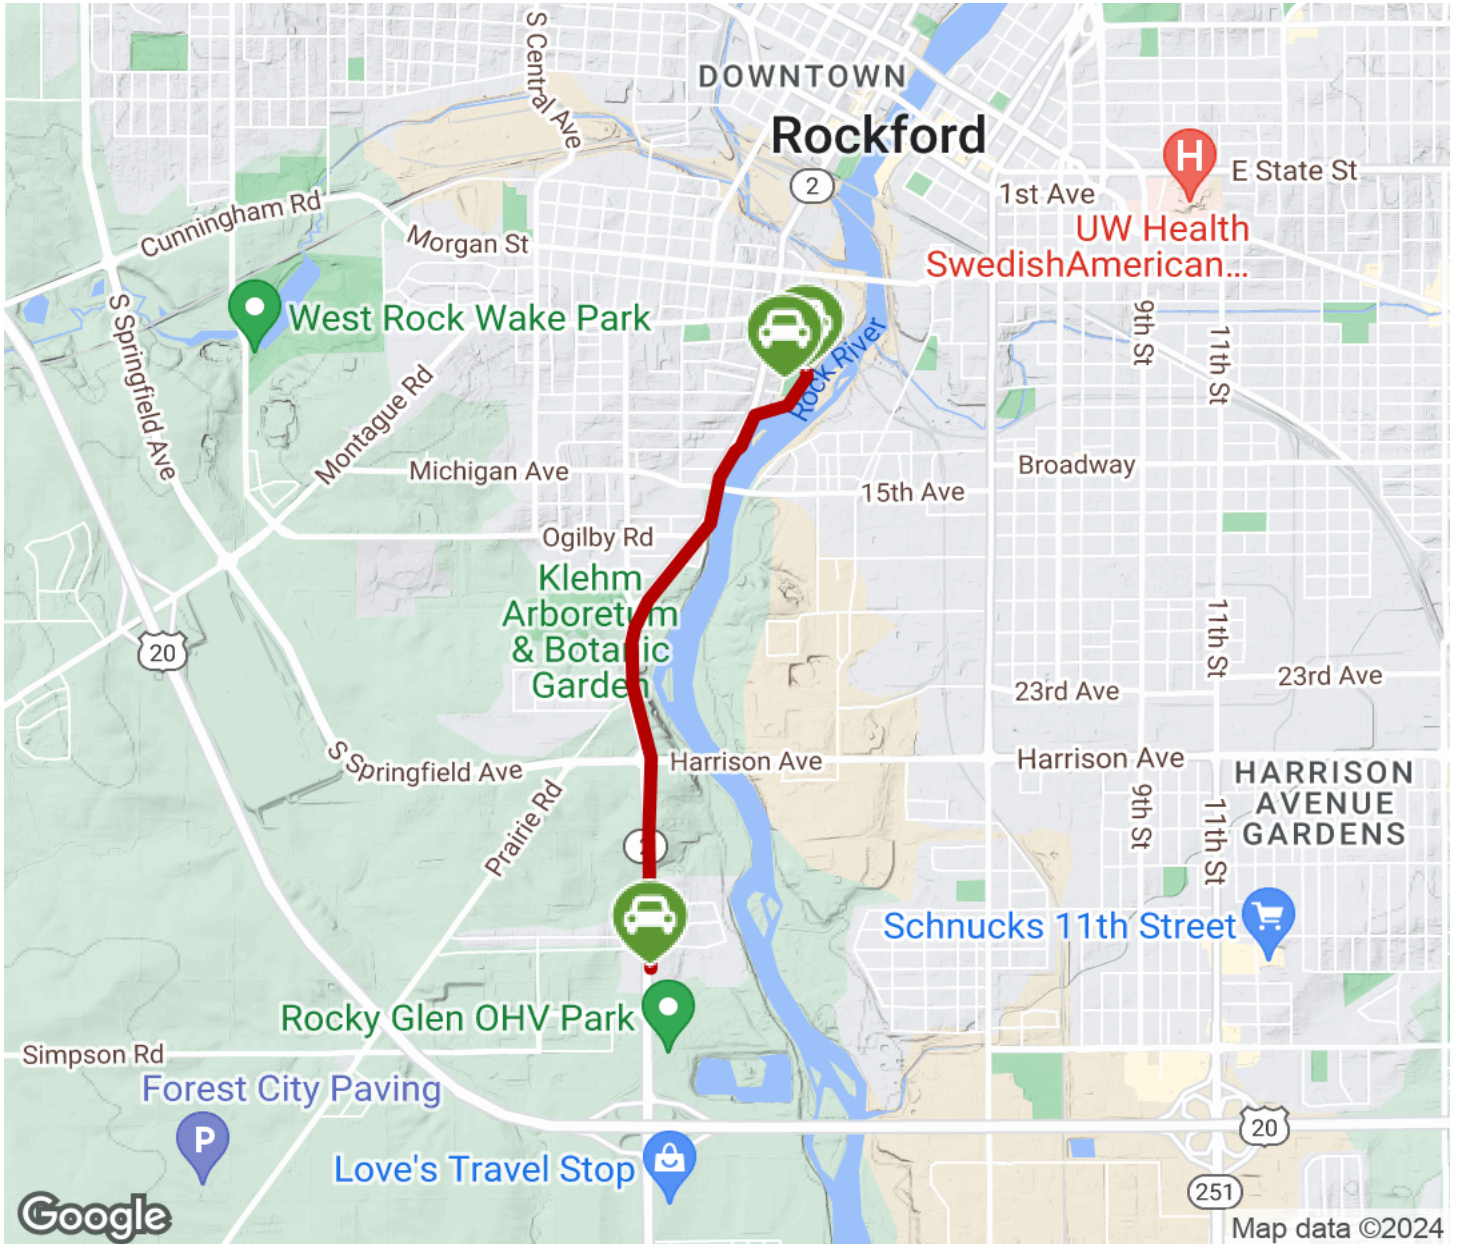 S Central Ave
DOWNTOWN
Rockford
2
H
E State St
1st Ave
Cunningham Rd
Morgan St
UW Health
SwedishAmerican...
S Springfield Ave
West Rock Wake Park
9th St
11th St
Rock River
Montague Rd
Michigan Ave
Broadway
15th Ave
Ogilby Rd
Klehm
Arboretum
& Botanic
Garden
20
11th St
23rd Ave
23rd Ave
S Springfield Ave
Harrison Ave
Harrison Ave
HARRISON
AVENUE
GARDENS
Prairie Rd
9th St
11th St
2
Schnucks 11th Street
Rocky Glen OHV Park
Simpson Rd
Forest City Paving
P
20
Love's Travel Stop
251
Google
Map data ©2024